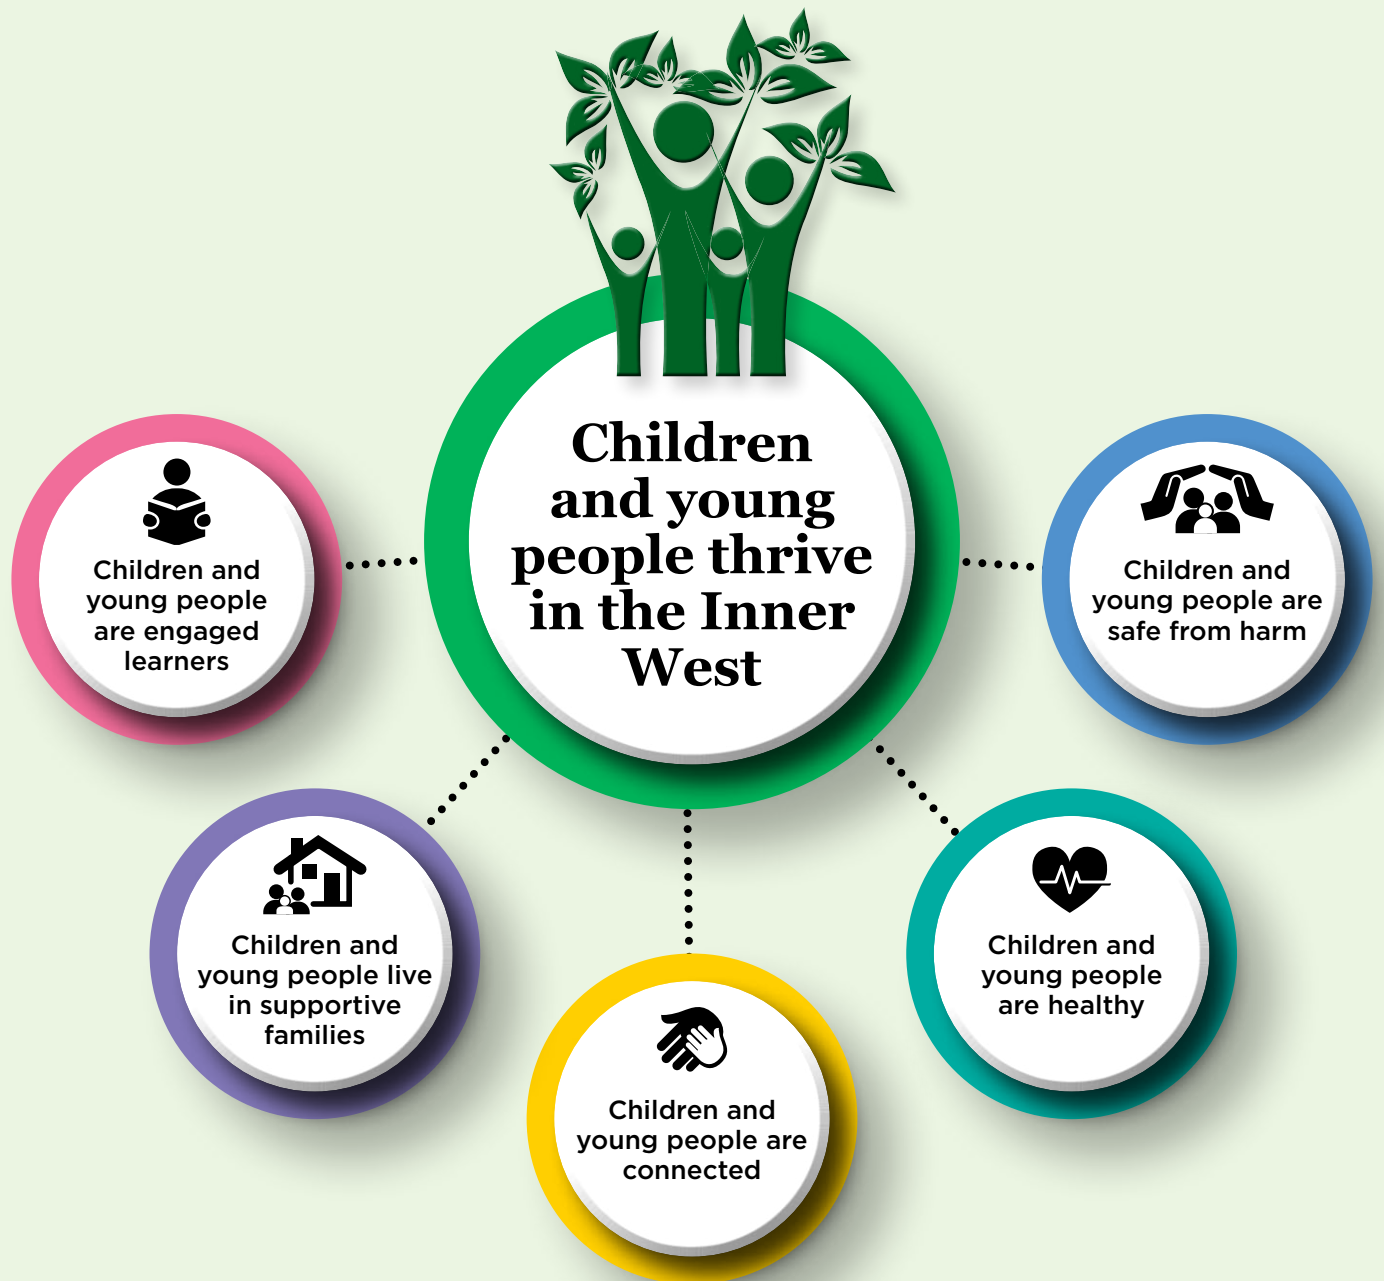 Children
and young
people thrive
in the Inner
West
Children and
young people
are engaged
learners
Children and
young people are
safe from harm
Children and
young people live
in supportive
families
Children and
young people
are healthy
Children and
young people are
connected